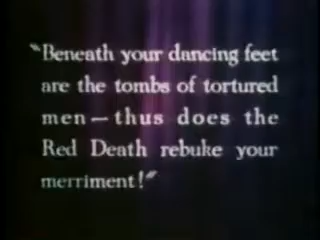 "Beneath your dancing feet
are the tombs of tortured
men—thus does the
Red Death rebuke your
merriment!"